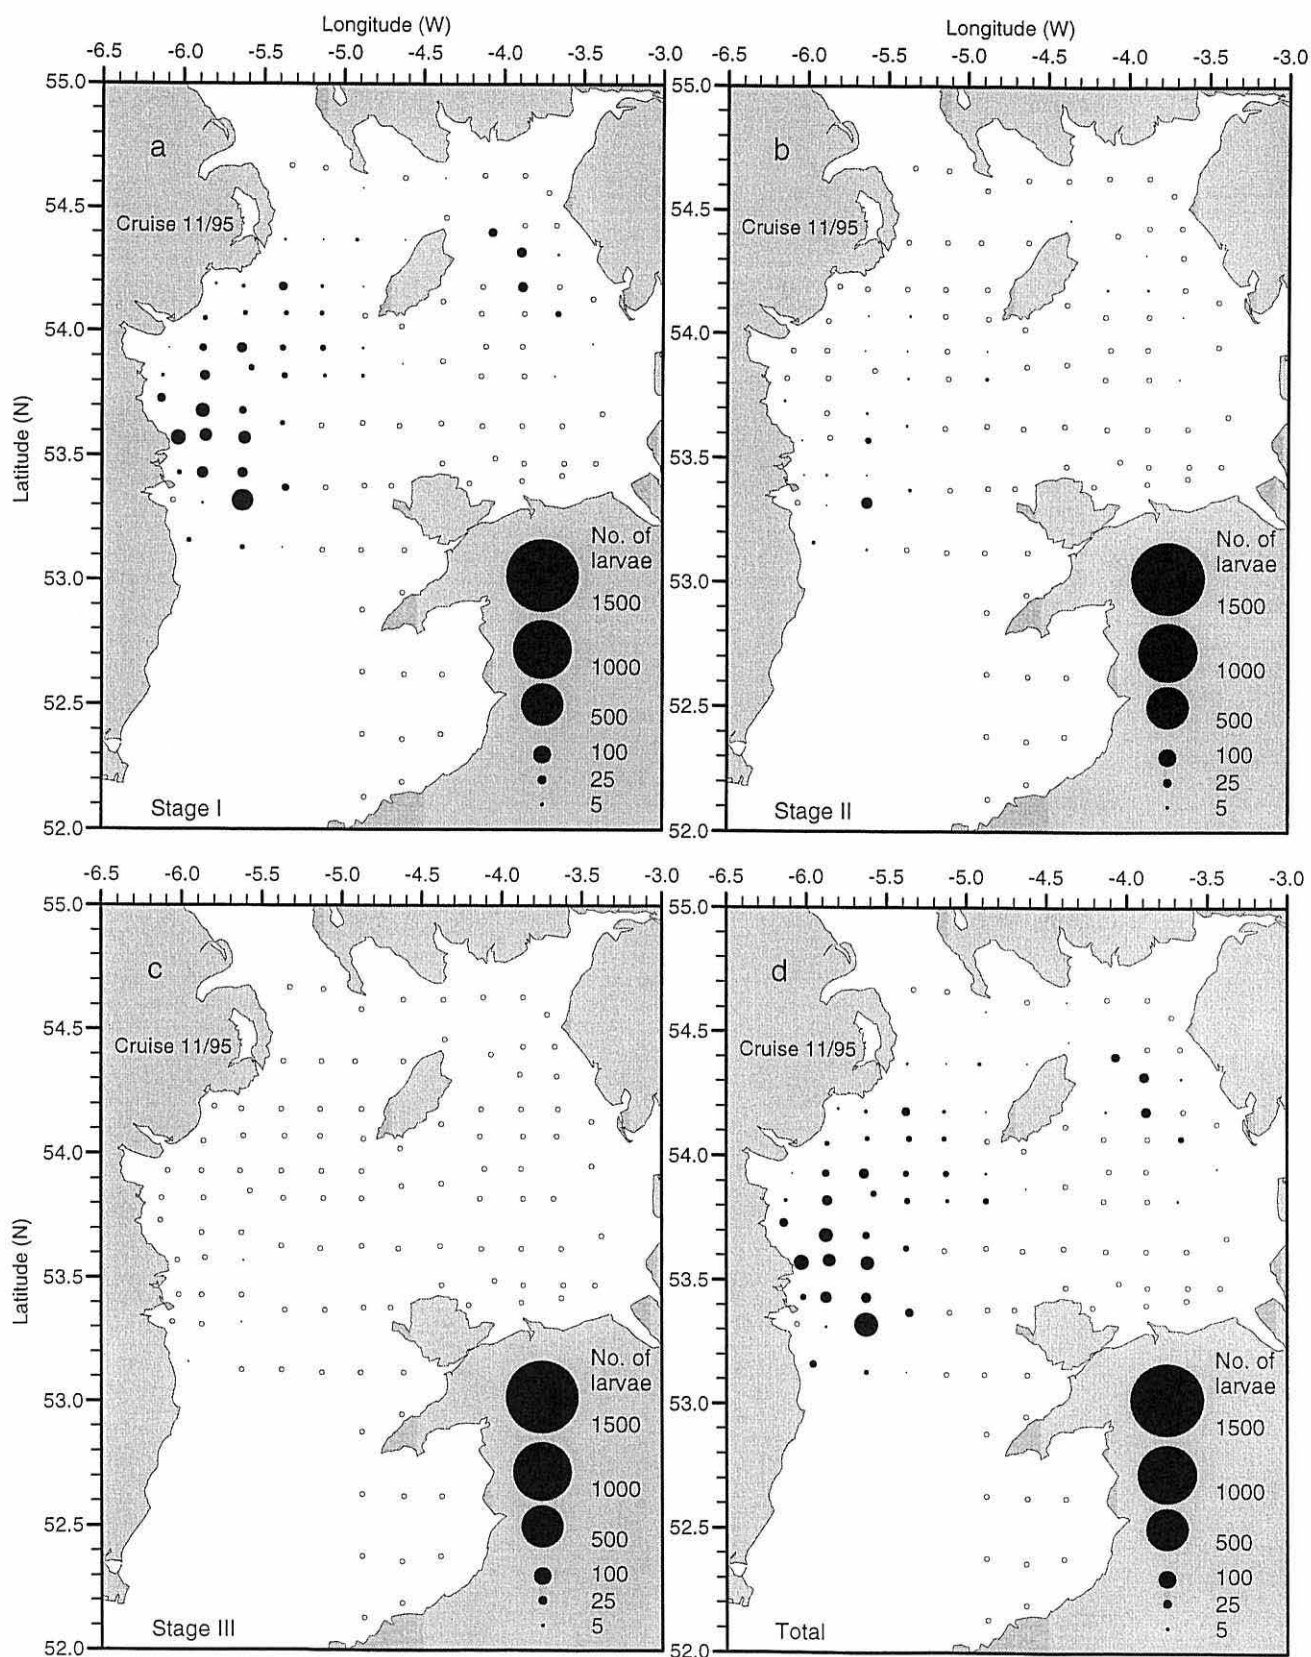 Longitude (W) Longitude (W)
-6.5 -6.0 -5.5 -5.0 -4.5 -4.0 -3.5 -3.0 -6.5 -6.0 -5.5 -5.0 -4.5 -4.0 -3.5 -3.0
55.0 55.0
a b
54.5 54.5
Cruise 11/95 Cruise 11/95
54.0 54.0
Latitude (N)
53.5 53.5
No. of No. of
larvae larvae
53.0 53.0
1500 1500
1000 1000
52.5 52.5
500 500
100 100
25 25
5 5
Stage I Stage II
52.0 52.0
-6.5 -6.0 -5.5 -5.0 -4.5 -4.0 -3.5 -3.0 -6.5 -6.0 -5.5 -5.0 -4.5 -4.0 -3.5 -3.0
55.0 55.0
c d
54.5 54.5
Cruise 11/95 Cruise 11/95
54.0 54.0
Latitude (N)
53.5 53.5
No. of No. of
larvae larvae
53.0 53.0
1500 1500
1000 1000
52.5 52.5
500 500
100 100
25 25
5 5
Stage III Total
52.0 52.0